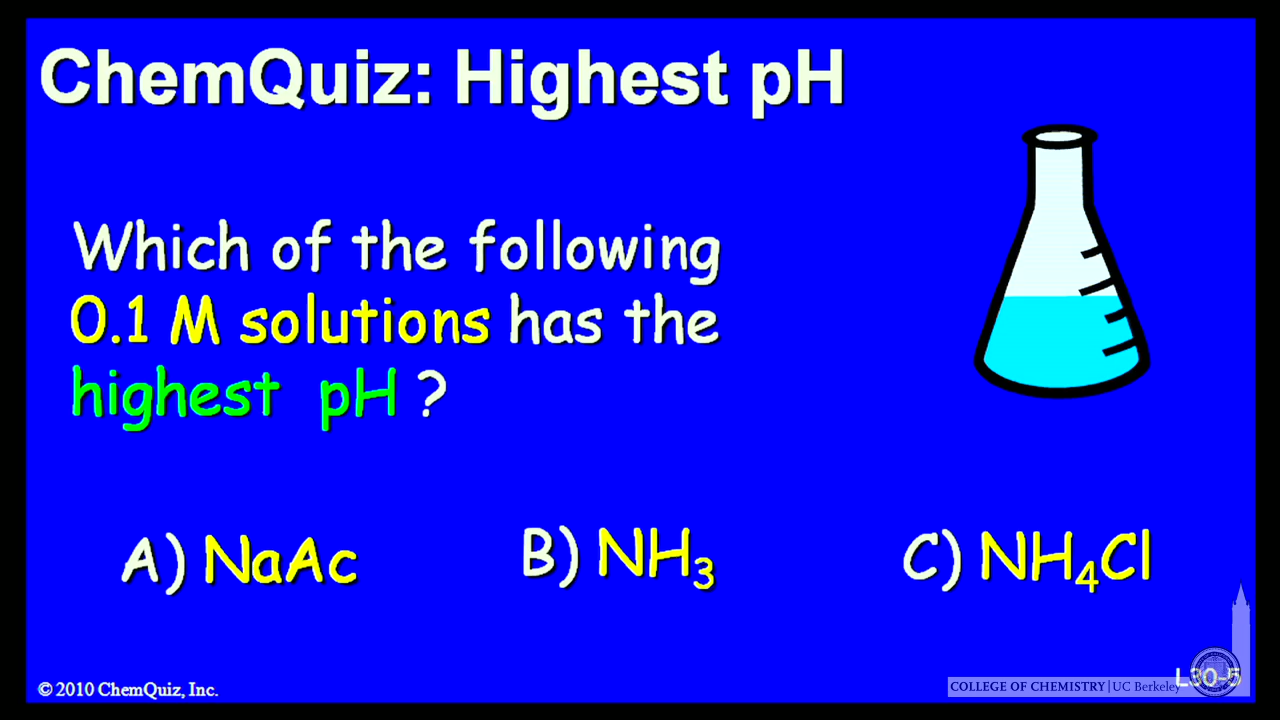 ChemQuiz: Highest pH
Which of the following
0.1 M solutions has the
highest pH ?
A) NaAc B) NH₃ C) NH₄Cl
© 2010 ChemQuiz, Inc.
COLLEGE OF CHEMISTRY | UC Berkeley
L30-5